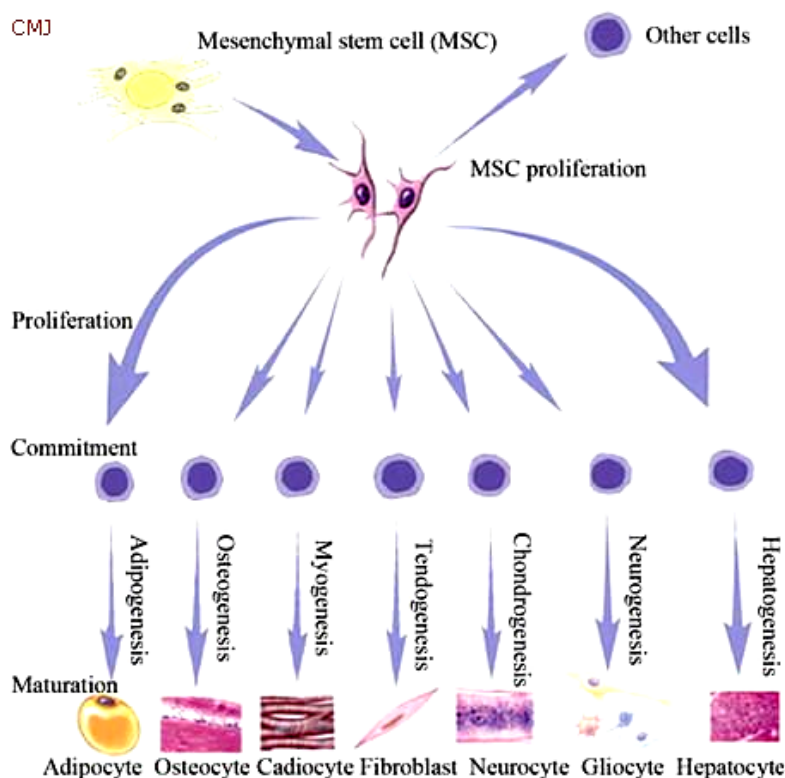 CMJ
Mesenchymal stem cell (MSC)
Other cells
MSC proliferation
Proliferation
Commitment
Adipogenesis
Osteogenesis
Myogenesis
Tendogenesis
Chondrogenesis
Neurogenesis
Hepatogenesis
Maturation
Adipocyte Osteocyte Cadiocyte Fibroblast Neurocyte Gliocyte Hepatocyte